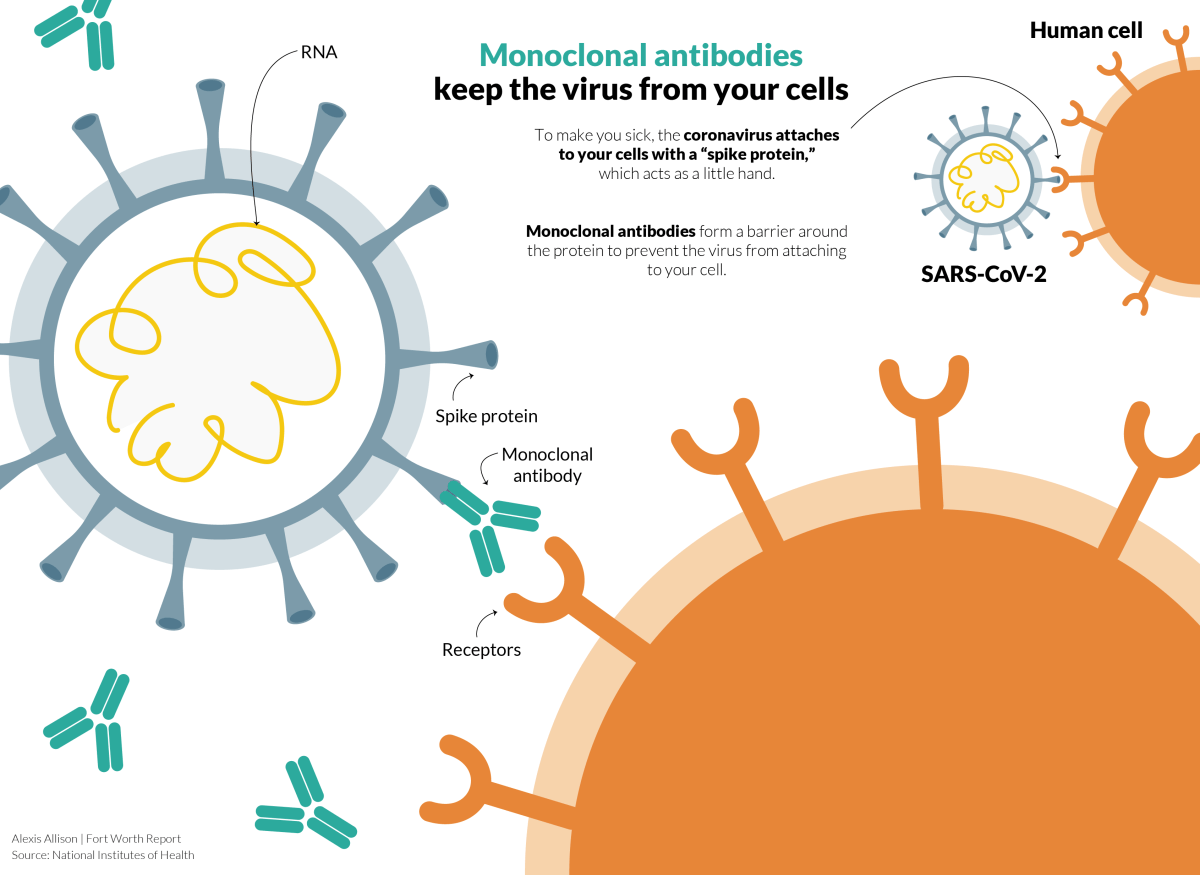 Human cell
RNA
Monoclonal antibodies
keep the virus from your cells
To make you sick, the coronavirus attaches
to your cells with a “spike protein,”
which acts as a little hand.
Monoclonal antibodies form a barrier around
the protein to prevent the virus from attaching
to your cell.
SARS-CoV-2
Spike protein
Monoclonal
antibody
Receptors
Alexis Allison | Fort Worth Report
Source: National Institutes of Health